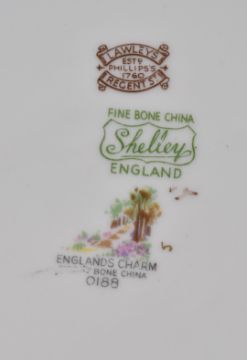 LAWLEYS
ESTD
PHILLIPS'S
1760
REGENT ST
FINE BONE CHINA
Shelley
ENGLAND
ENGLANDS CHARM
BONE CHINA
0188